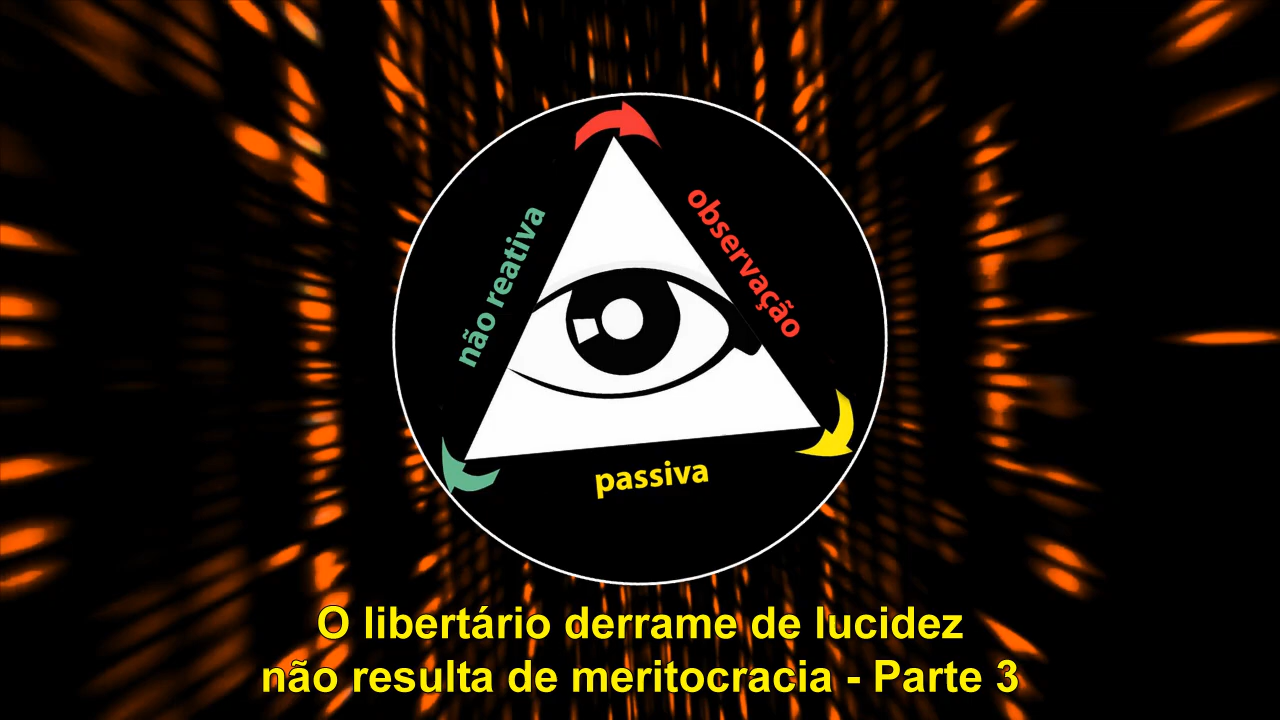 observação
passiva
não reativa
O libertário derrame de lucidez
não resulta de meritocracia - Parte 3